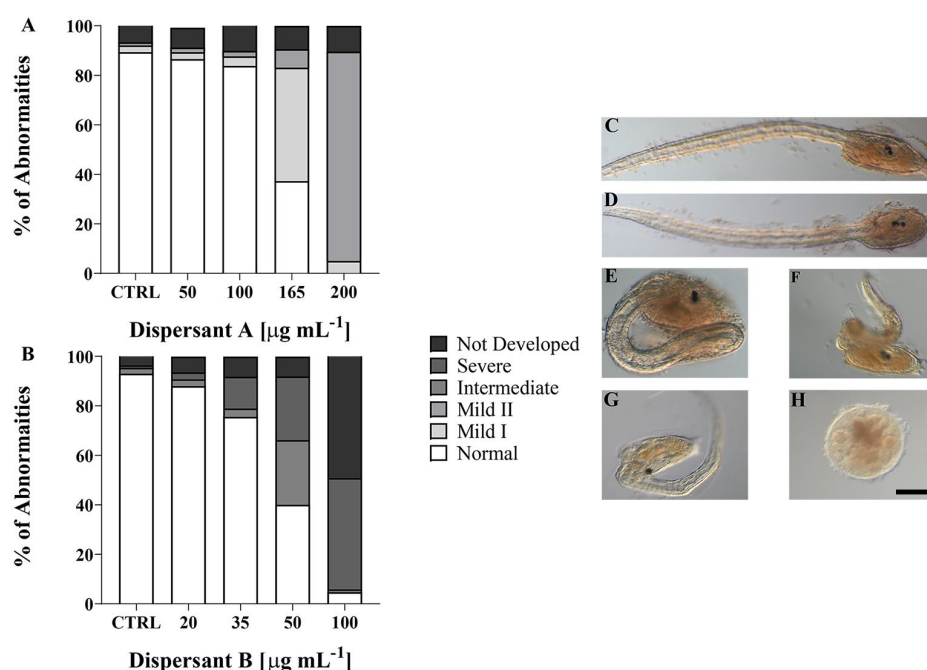 A
% of Abnormaities
100
80
60
40
20
0
CTRL 50 100 165 200
Dispersant A [µg mL-1]
B
% of Abnormaities
100
80
60
40
20
0
CTRL 20 35 50 100
Dispersant B [µg mL-1]
Not Developed
Severe
Intermediate
Mild II
Mild I
Normal
C
D
E
F
G
H